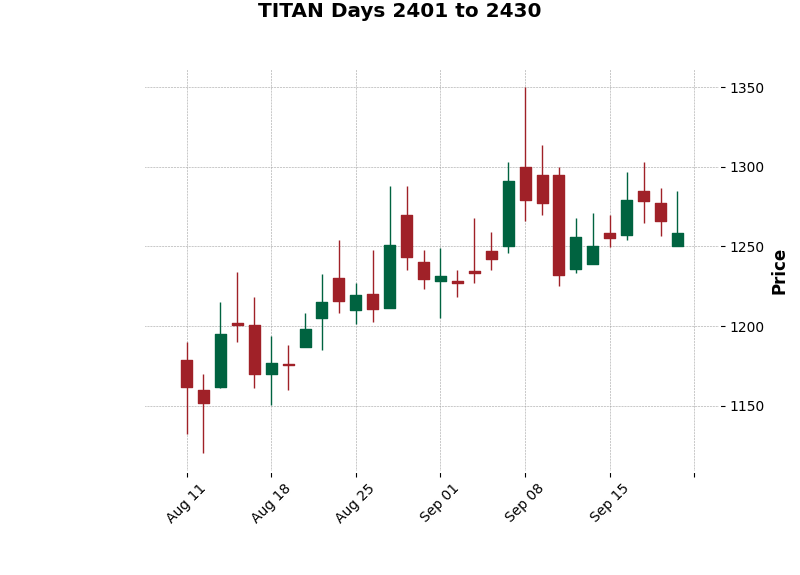 TITAN Days 2401 to 2430
1350
1300
1250
1200
1150
Price
Aug 11
Aug 18
Aug 25
Sep 01
Sep 08
Sep 15